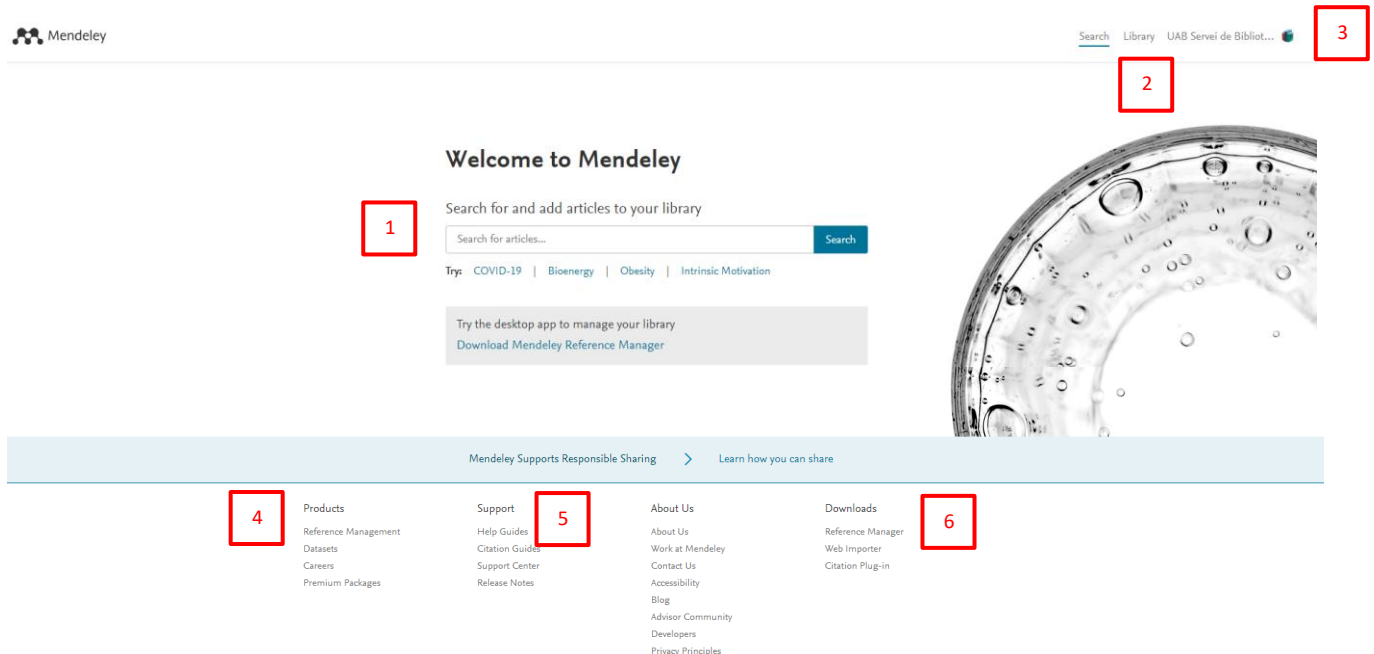 Mendeley
Search Library UAB Servei de Bibliot... 3
2
Welcome to Mendeley
Search for and add articles to your library
1
Search for articles... Search
Try: COVID-19 | Bioenergy | Obesity | Intrinsic Motivation
Try the desktop app to manage your library
Download Mendeley Reference Manager
Mendeley Supports Responsible Sharing > Learn how you can share
4
Products
Reference Management
Datasets
Careers
Premium Packages
Support
5
Help Guides
Citation Guides
Support Center
Release Notes
About Us
About Us
Work at Mendeley
Contact Us
Accessibility
Blog
Advisor Community
Developers
Privacy Principles
Downloads
6
Reference Manager
Web Importer
Citation Plug-in